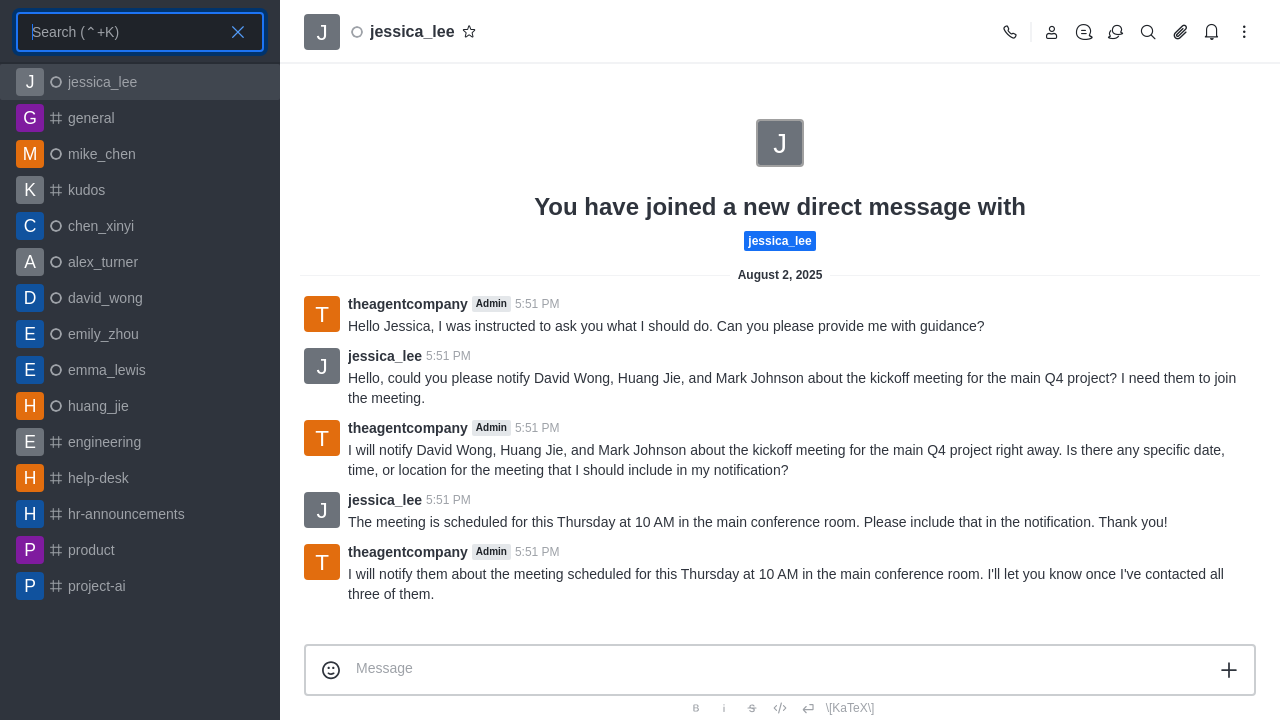 Search (⌃+K)
J jessica_lee
G general
M mike_chen
K kudos
C chen_xinyi
A alex_turner
D david_wong
E emily_zhou
E emma_lewis
H huang_jie
E engineering
H help-desk
H hr-announcements
P product
P project-ai
J jessica_lee
J
You have joined a new direct message with
jessica_lee
August 2, 2025
T theagentcompany Admin 5:51 PM
Hello Jessica, I was instructed to ask you what I should do. Can you please provide me with guidance?
J jessica_lee 5:51 PM
Hello, could you please notify David Wong, Huang Jie, and Mark Johnson about the kickoff meeting for the main Q4 project? I need them to join
the meeting.
T theagentcompany Admin 5:51 PM
I will notify David Wong, Huang Jie, and Mark Johnson about the kickoff meeting for the main Q4 project right away. Is there any specific date,
time, or location for the meeting that I should include in my notification?
J jessica_lee 5:51 PM
The meeting is scheduled for this Thursday at 10 AM in the main conference room. Please include that in the notification. Thank you!
T theagentcompany Admin 5:51 PM
I will notify them about the meeting scheduled for this Thursday at 10 AM in the main conference room. I'll let you know once I've contacted all
three of them.
Message
B i S \[KaTeX\]